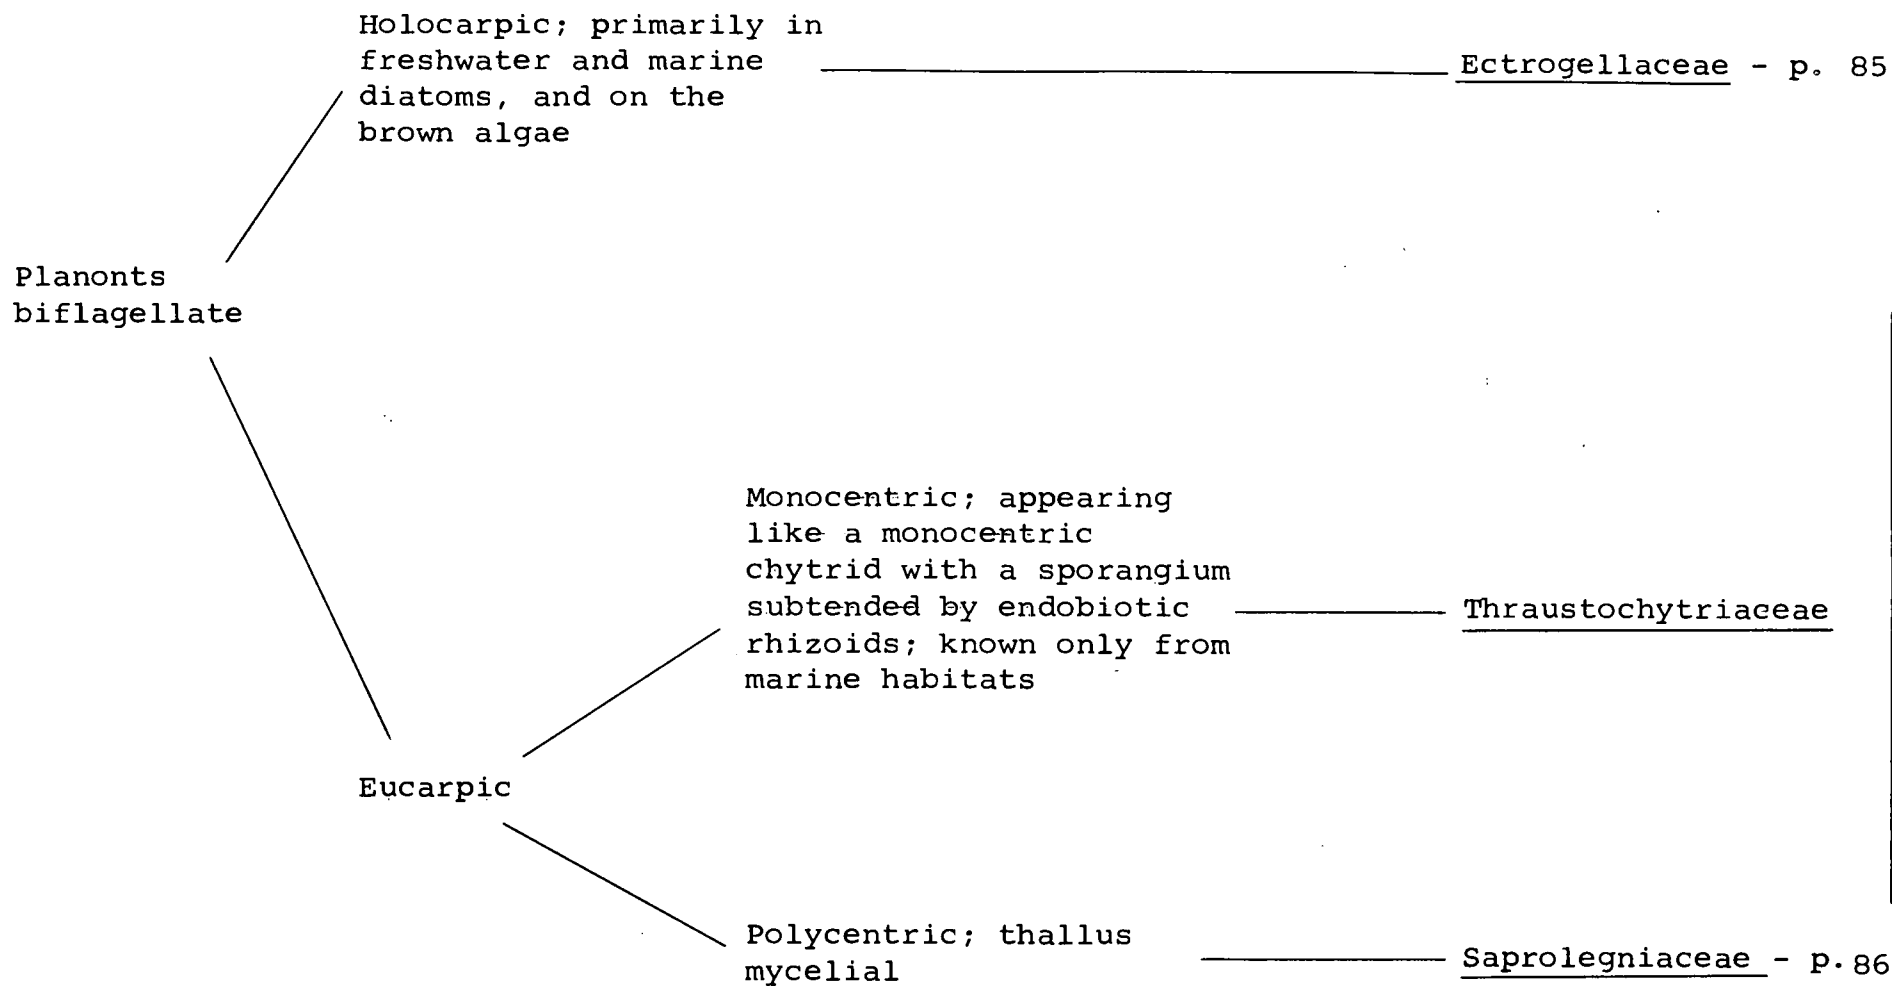 Holocarpic; primarily in
freshwater and marine
diatoms, and on the
brown algae
Ectrogellaceae - p. 85
Planonts
biflagellate
Monocentric; appearing
like a monocentric
chytrid with a sporangium
subtended by endobiotic
rhizoids; known only from
marine habitats
Thraustochytriaceae
Eucarpic
Polycentric; thallus
mycelial
Saprolegniaceae - p. 86